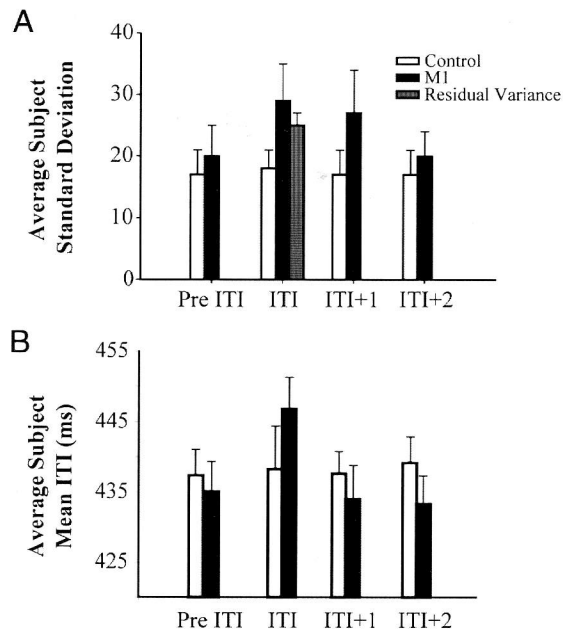 A
Control
M1
Residual Variance
Average Subject
Standard Deviation
40
30
20
10
0
Pre ITI ITI ITI+1 ITI+2
B
Average Subject
Mean ITI (ms)
455
445
435
425
Pre ITI ITI ITI+1 ITI+2